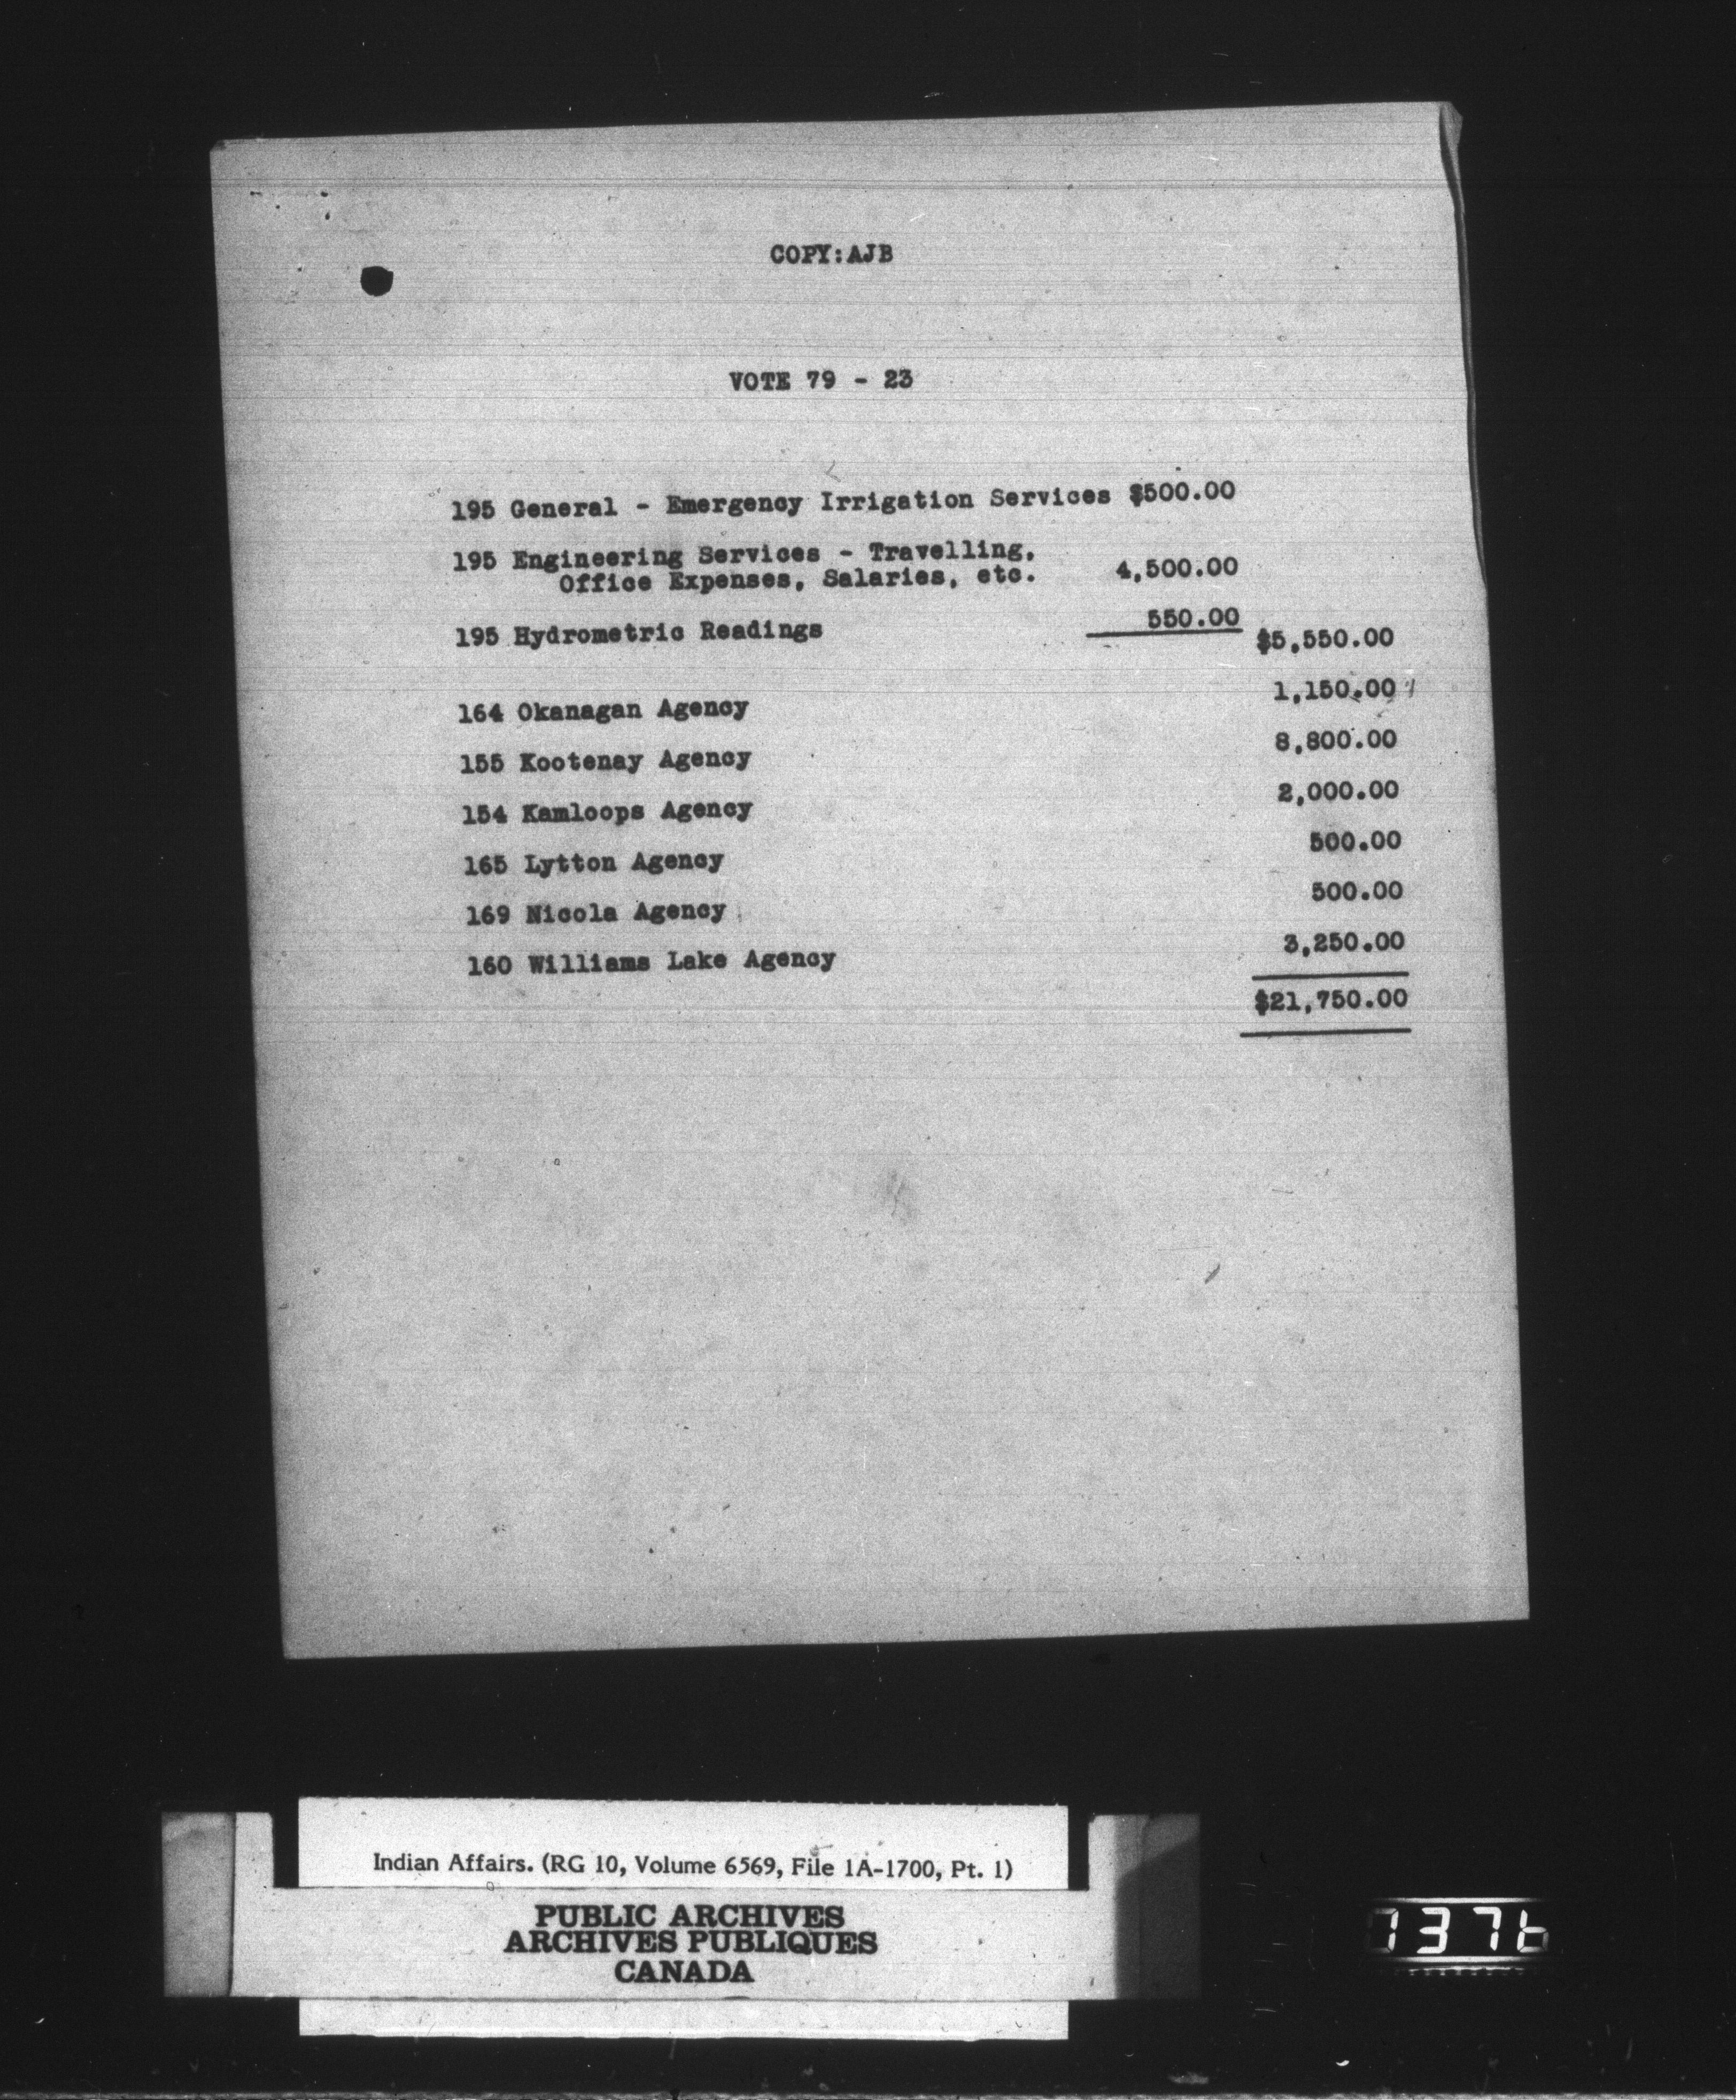 COPY:AJB
VOTE 79 - 23
195 General - Emergency Irrigation Services $500.00
195 Engineering Services - Travelling,
Office Expenses, Salaries, etc. 4,500.00
195 Hydrometric Readings 550.00
$5,550.00
164 Okanagan Agency 1,150.00
155 Kootenay Agency 8,800.00
154 Kamloops Agency 2,000.00
165 Lytton Agency 500.00
169 Nicola Agency 500.00
160 Williams Lake Agency 3,250.00
$21,750.00
Indian Affairs. (RG 10, Volume 6569, File 1A-1700, Pt. 1)
PUBLIC ARCHIVES
ARCHIVES PUBLIQUES
CANADA